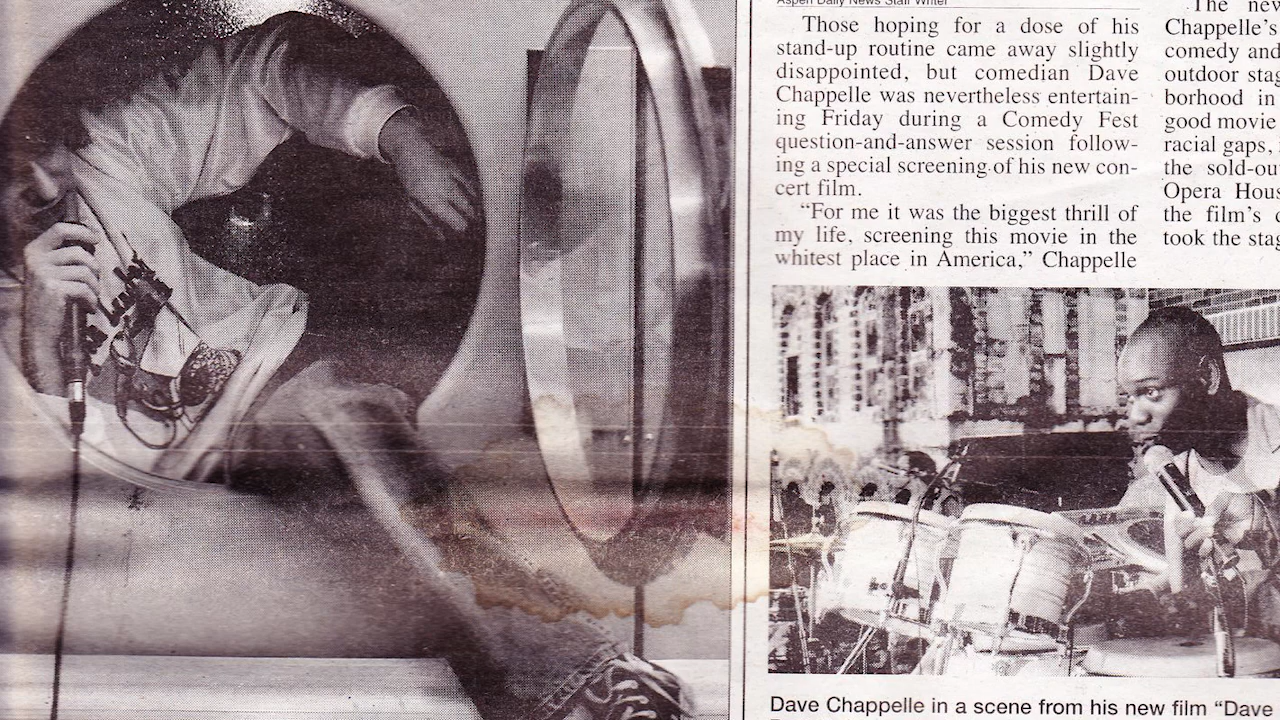 Aspen Daily News Staff Writer
Those hoping for a dose of his
stand-up routine came away slightly
disappointed, but comedian Dave
Chappelle was nevertheless entertain-
ing Friday during a Comedy Fest
question-and-answer session follow-
ing a special screening of his new con-
cert film.
“For me it was the biggest thrill of
my life, screening this movie in the
whitest place in America,” Chappelle
The new
Chappelle’s
comedy and
outdoor stag
borhood in
good movie
racial gaps,
the sold-ou
Opera Hous
the film’s
took the stag
Dave Chappelle in a scene from his new film “Dave